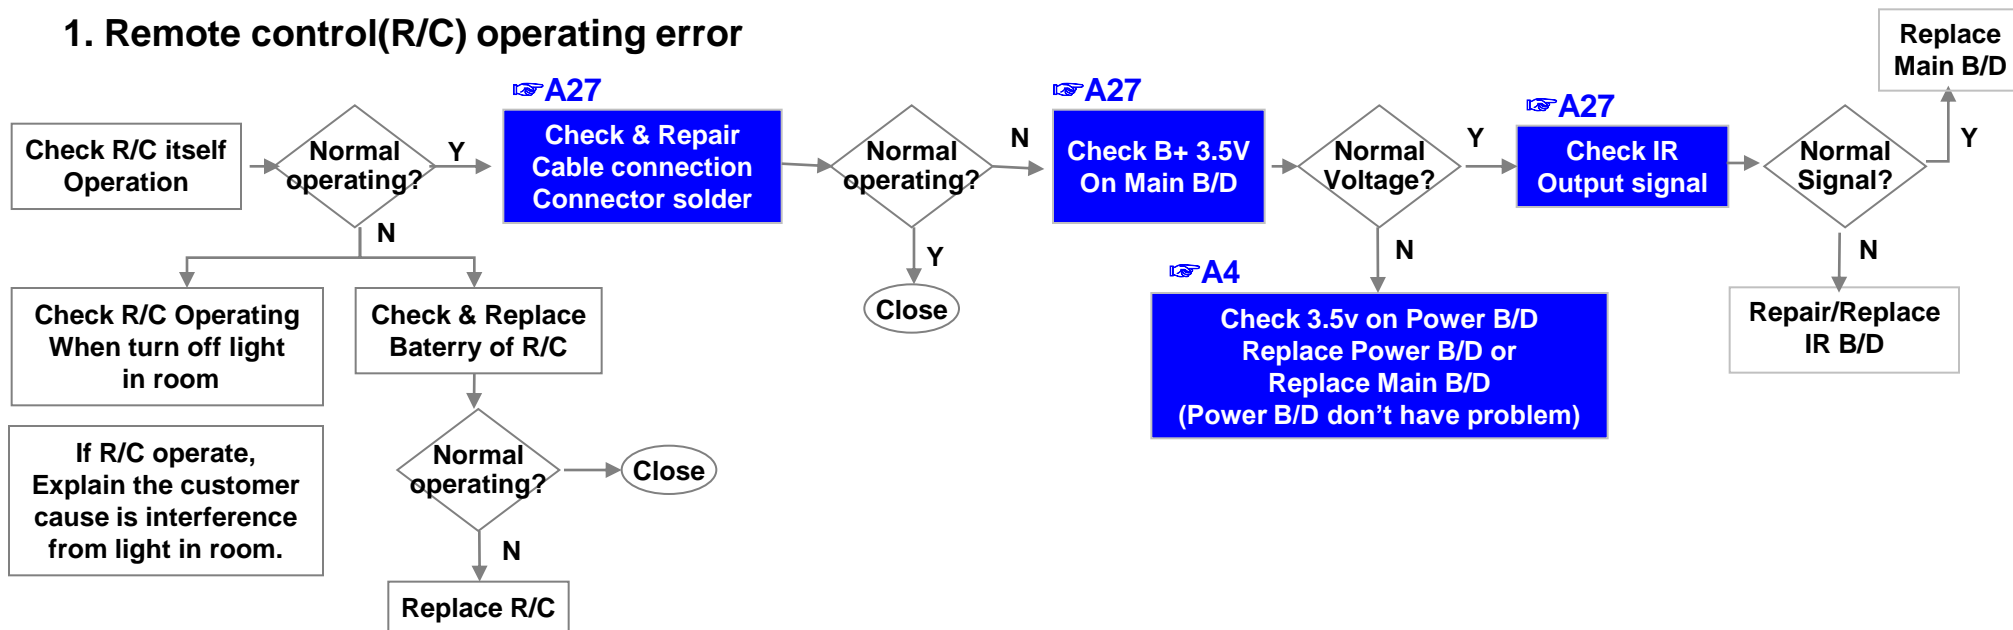 1. Remote control(R/C) operating error
Check R/C itself
Operation
Normal
operating?
Y
N
☞A27
Check & Repair
Cable connection
Connector solder
Normal
operating?
N
Y
Close
☞A27
Check B+ 3.5V
On Main B/D
Normal
Voltage?
Y
N
☞A27
Check IR
Output signal
Normal
Signal?
Y
N
Replace
Main B/D
Repair/Replace
IR B/D
☞A4
Check 3.5v on Power B/D
Replace Power B/D or
Replace Main B/D
(Power B/D don’t have problem)
Check R/C Operating
When turn off light
in room
If R/C operate,
Explain the customer
cause is interference
from light in room.
Check & Replace
Baterry of R/C
Normal
operating?
Close
N
Replace R/C